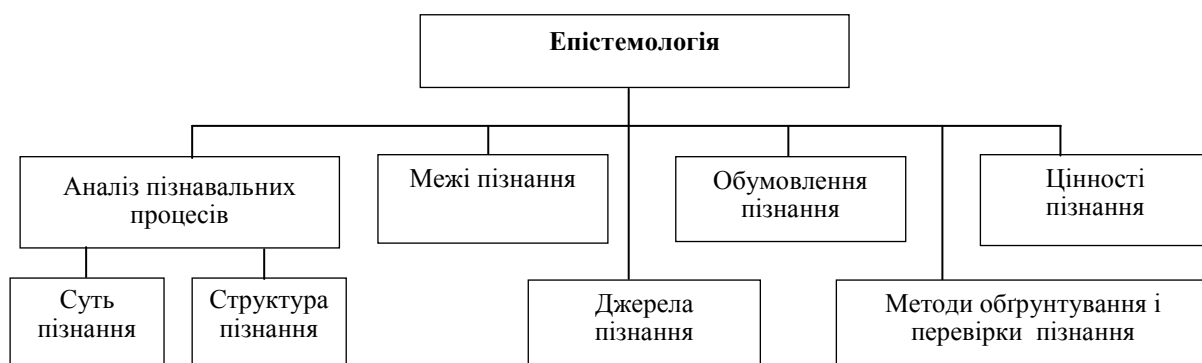 Епістемологія
Аналіз пізнавальних
процесів
Межі пізнання
Обумовлення
пізнання
Цінності
пізнання
Суть
пізнання
Структура
пізнання
Джерела
пізнання
Методи обґрунтування і
перевірки пізнання